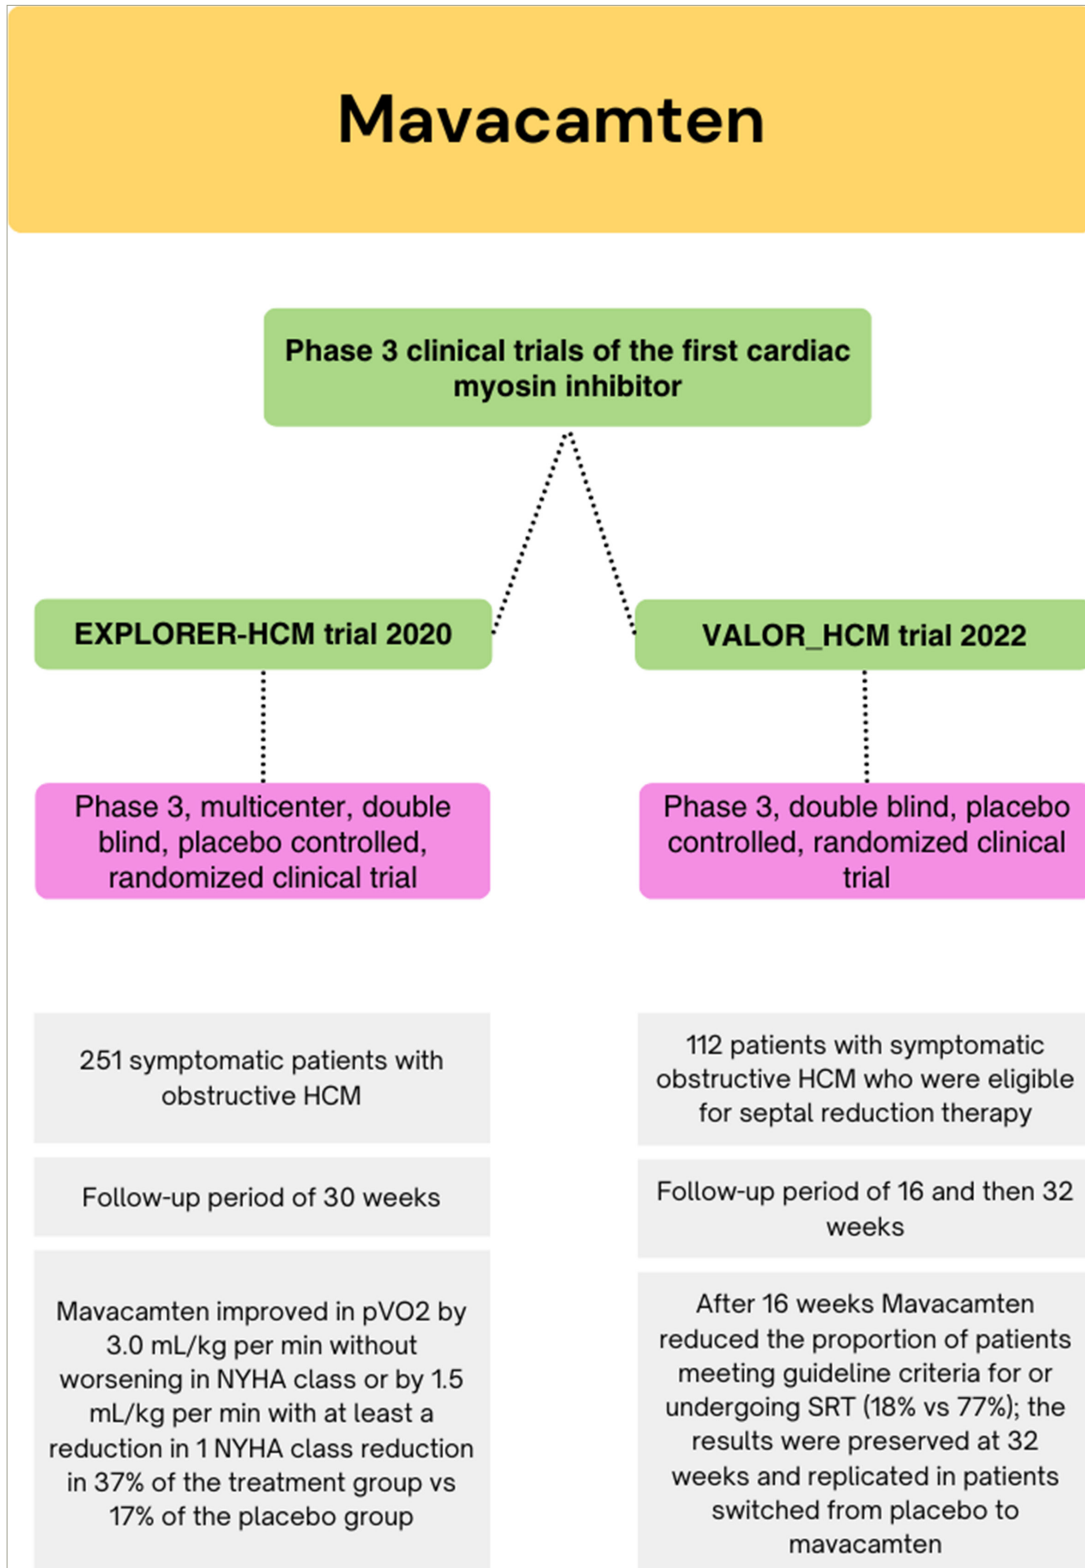 Mavacamten
Phase 3 clinical trials of the first cardiac
myosin inhibitor
EXPLORER-HCM trial 2020
VALOR_HCM trial 2022
Phase 3, multicenter, double
blind, placebo controlled,
randomized clinical trial
Phase 3, double blind, placebo
controlled, randomized clinical
trial
251 symptomatic patients with
obstructive HCM
112 patients with symptomatic
obstructive HCM who were eligible
for septal reduction therapy
Follow-up period of 30 weeks
Follow-up period of 16 and then 32
weeks
Mavacamten improved in pVO2 by
3.0 mL/kg per min without
worsening in NYHA class or by 1.5
mL/kg per min with at least a
reduction in 1 NYHA class reduction
in 37% of the treatment group vs
17% of the placebo group
After 16 weeks Mavacamten
reduced the proportion of patients
meeting guideline criteria for or
undergoing SRT (18% vs 77%); the
results were preserved at 32
weeks and replicated in patients
switched from placebo to
mavacamten